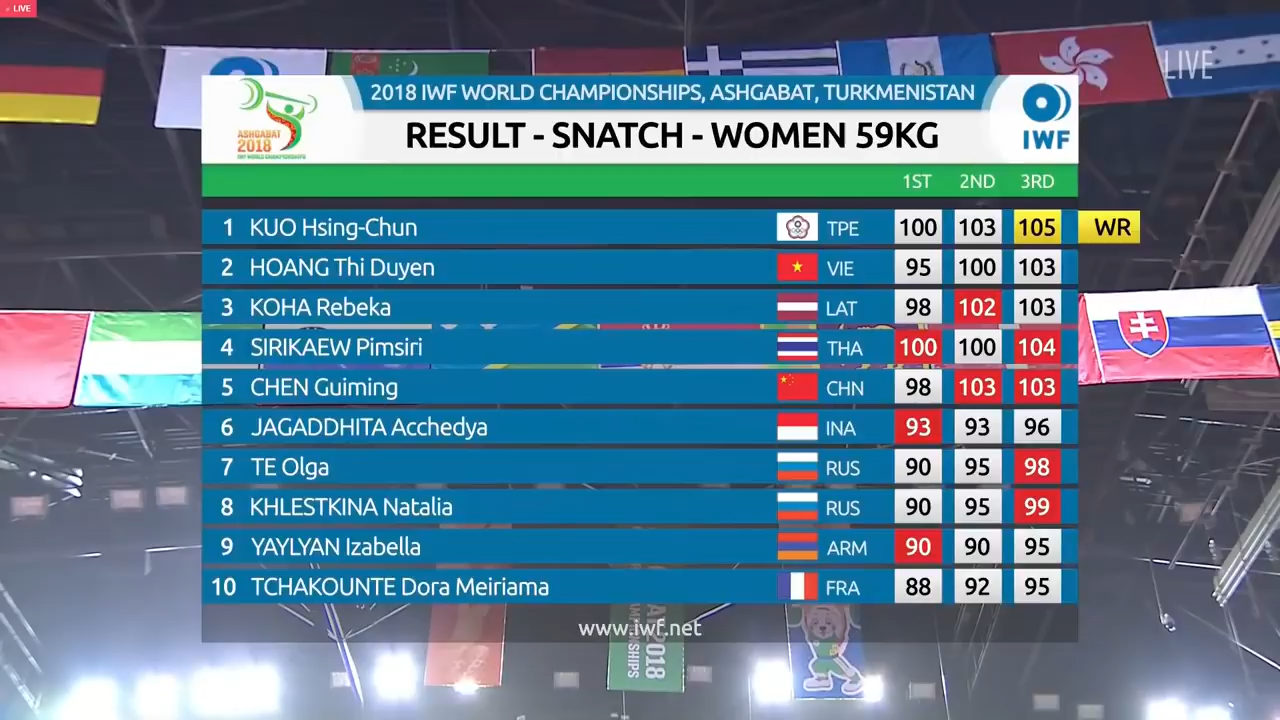 LIVE
LIVE
2018 IWF WORLD CHAMPIONSHIPS, ASHGABAT, TURKMENISTAN
ASHGABAT
2018
IWF WORLD CHAMPIONSHIPS
RESULT - SNATCH - WOMEN 59KG
IWF
1ST 2ND 3RD
1 KUO Hsing-Chun TPE 100 103 105 WR
2 HOANG Thi Duyen VIE 95 100 103
3 KOHA Rebeka LAT 98 102 103
4 SIRIKAEW Pimsiri THA 100 100 104
5 CHEN Guiming CHN 98 103 103
6 JAGADDHITA Acchedya INA 93 93 96
7 TE Olga RUS 90 95 98
8 KHLESTKINA Natalia RUS 90 95 99
9 YAYLYAN Izabella ARM 90 90 95
10 TCHAKOUNTE Dora Meiriama FRA 88 92 95
www.iwf.net
2018